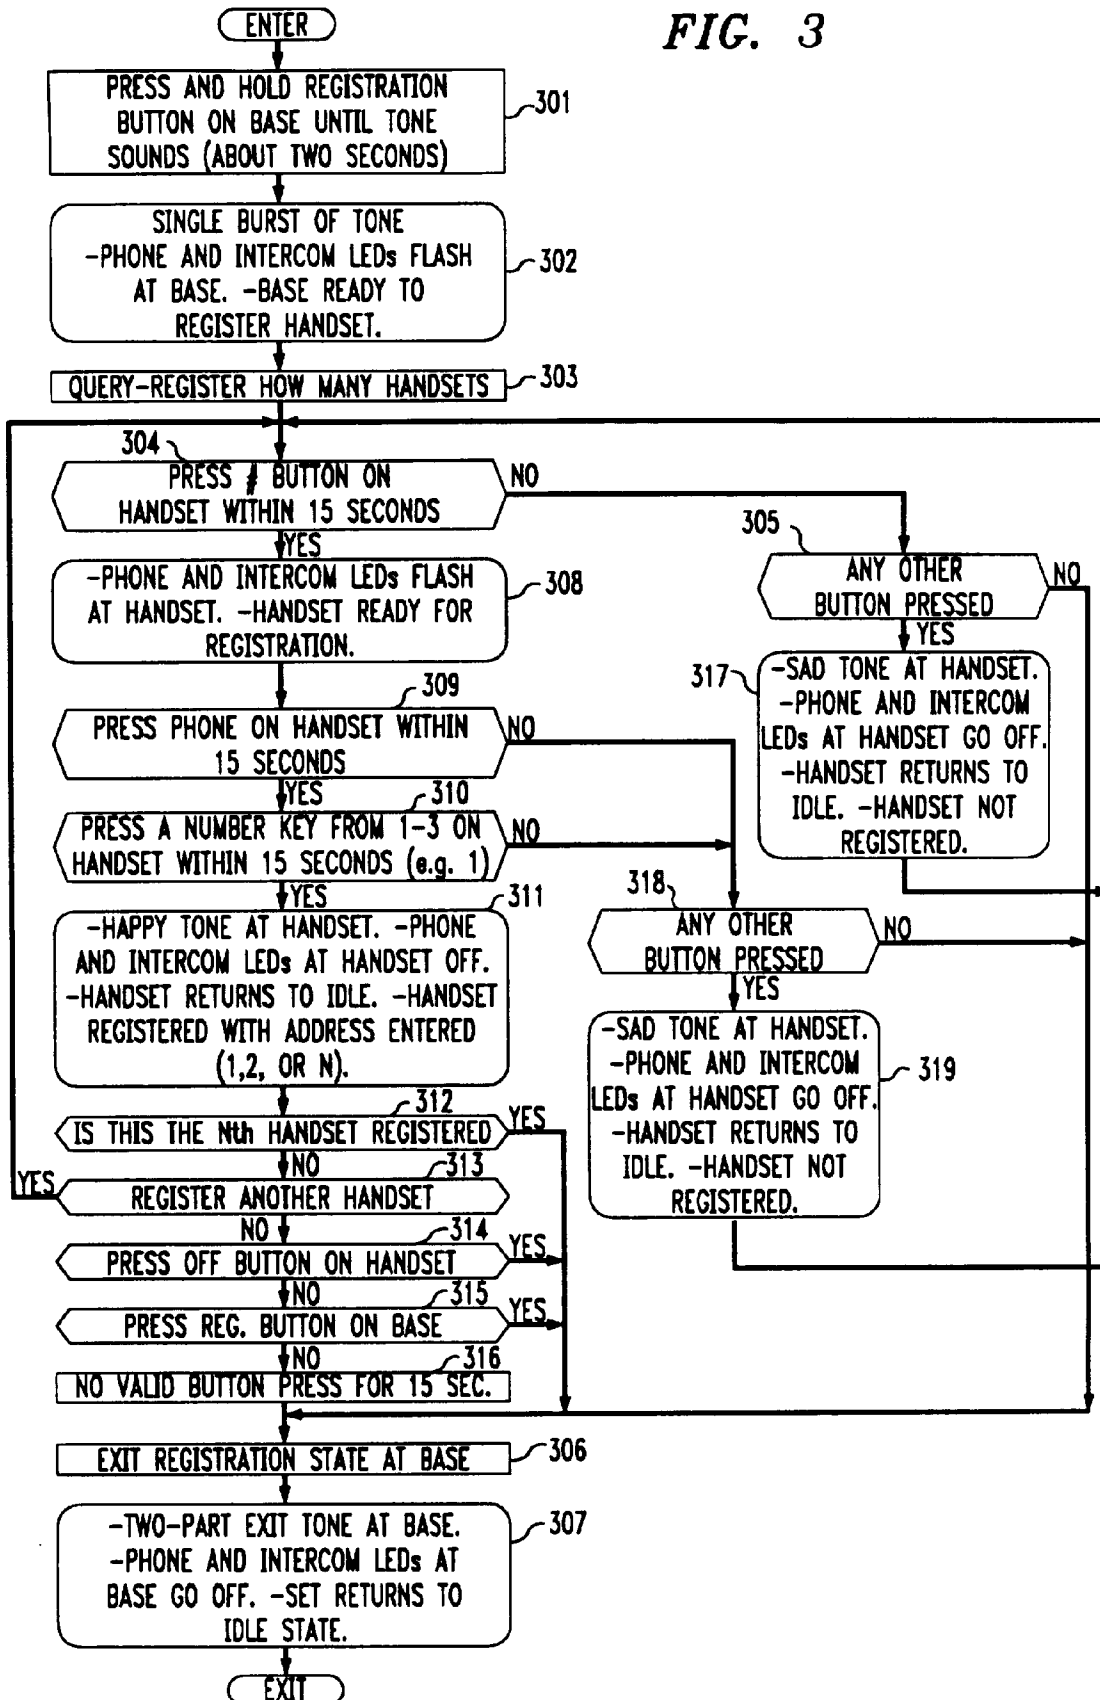 FIG. 3
ENTER
PRESS AND HOLD REGISTRATION
BUTTON ON BASE UNTIL TONE
SOUNDS (ABOUT TWO SECONDS)
301
SINGLE BURST OF TONE
-PHONE AND INTERCOM LEDs FLASH
AT BASE. -BASE READY TO
REGISTER HANDSET.
302
QUERY-REGISTER HOW MANY HANDSETS
303
304
PRESS # BUTTON ON
HANDSET WITHIN 15 SECONDS
NO
YES
305
ANY OTHER
BUTTON PRESSED
NO
YES
-PHONE AND INTERCOM LEDs FLASH
AT HANDSET. -HANDSET READY FOR
REGISTRATION.
308
317
-SAD TONE AT HANDSET.
-PHONE AND INTERCOM
LEDs AT HANDSET GO OFF.
-HANDSET RETURNS TO
IDLE. -HANDSET NOT
REGISTERED.
309
PRESS PHONE ON HANDSET WITHIN
15 SECONDS
NO
YES
310
PRESS A NUMBER KEY FROM 1-3 ON
HANDSET WITHIN 15 SECONDS (e.g. 1)
NO
YES
311
-HAPPY TONE AT HANDSET. -PHONE
AND INTERCOM LEDs AT HANDSET OFF.
-HANDSET RETURNS TO IDLE. -HANDSET
REGISTERED WITH ADDRESS ENTERED
(1,2, OR N).
318
ANY OTHER
BUTTON PRESSED
NO
YES
-SAD TONE AT HANDSET.
-PHONE AND INTERCOM
LEDs AT HANDSET GO OFF.
-HANDSET RETURNS TO
IDLE. -HANDSET NOT
REGISTERED.
319
312
IS THIS THE Nth HANDSET REGISTERED
YES
NO
313
YES
REGISTER ANOTHER HANDSET
NO
314
PRESS OFF BUTTON ON HANDSET
YES
NO
315
PRESS REG. BUTTON ON BASE
YES
NO
316
NO VALID BUTTON PRESS FOR 15 SEC.
EXIT REGISTRATION STATE AT BASE
306
-TWO-PART EXIT TONE AT BASE.
-PHONE AND INTERCOM LEDs AT
BASE GO OFF. -SET RETURNS TO
IDLE STATE.
307
EXIT